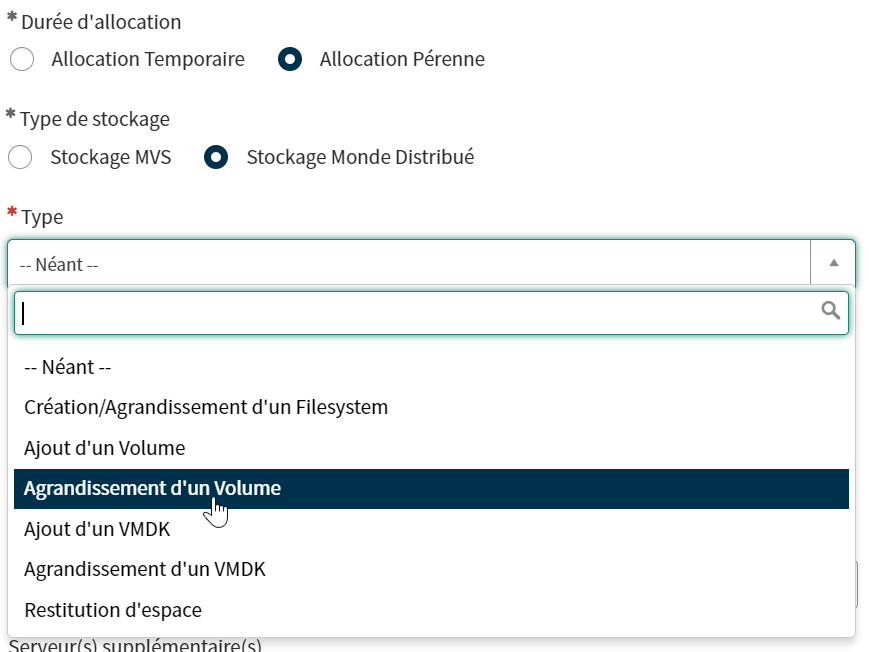 * Durée d'allocation
Allocation Temporaire Allocation Pérenne
* Type de stockage
Stockage MVS Stockage Monde Distribué
* Type
-- Néant --
-- Néant --
Création/Agrandissement d'un Filesystem
Ajout d'un Volume
Agrandissement d'un Volume
Ajout d'un VMDK
Agrandissement d'un VMDK
Restitution d'espace
Serveur(s) supplémentaire(s)